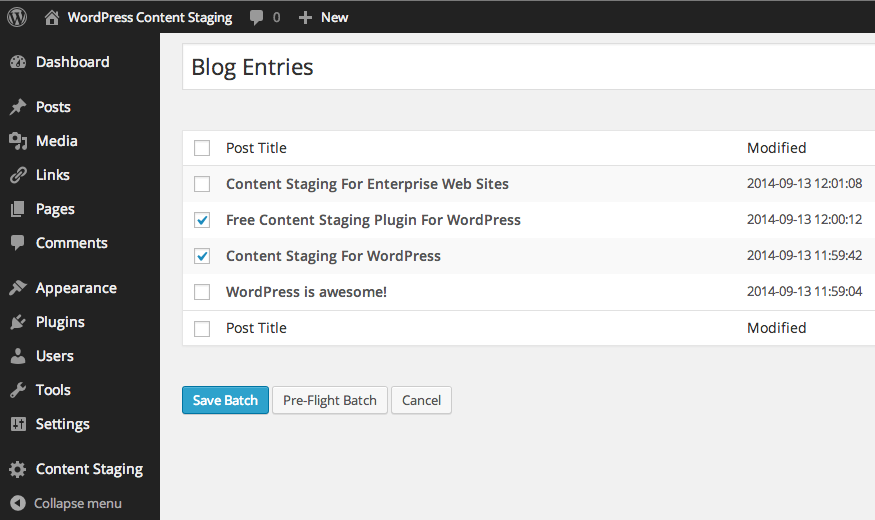 WordPress Content Staging 0 New
Dashboard
Posts
Media
Links
Pages
Comments
Appearance
Plugins
Users
Tools
Settings
Content Staging
Collapse menu
Blog Entries
Post Title Modified
Content Staging For Enterprise Web Sites 2014-09-13 12:01:08
Free Content Staging Plugin For WordPress 2014-09-13 12:00:12
Content Staging For WordPress 2014-09-13 11:59:42
WordPress is awesome! 2014-09-13 11:59:04
Post Title Modified
Save Batch Pre-Flight Batch Cancel